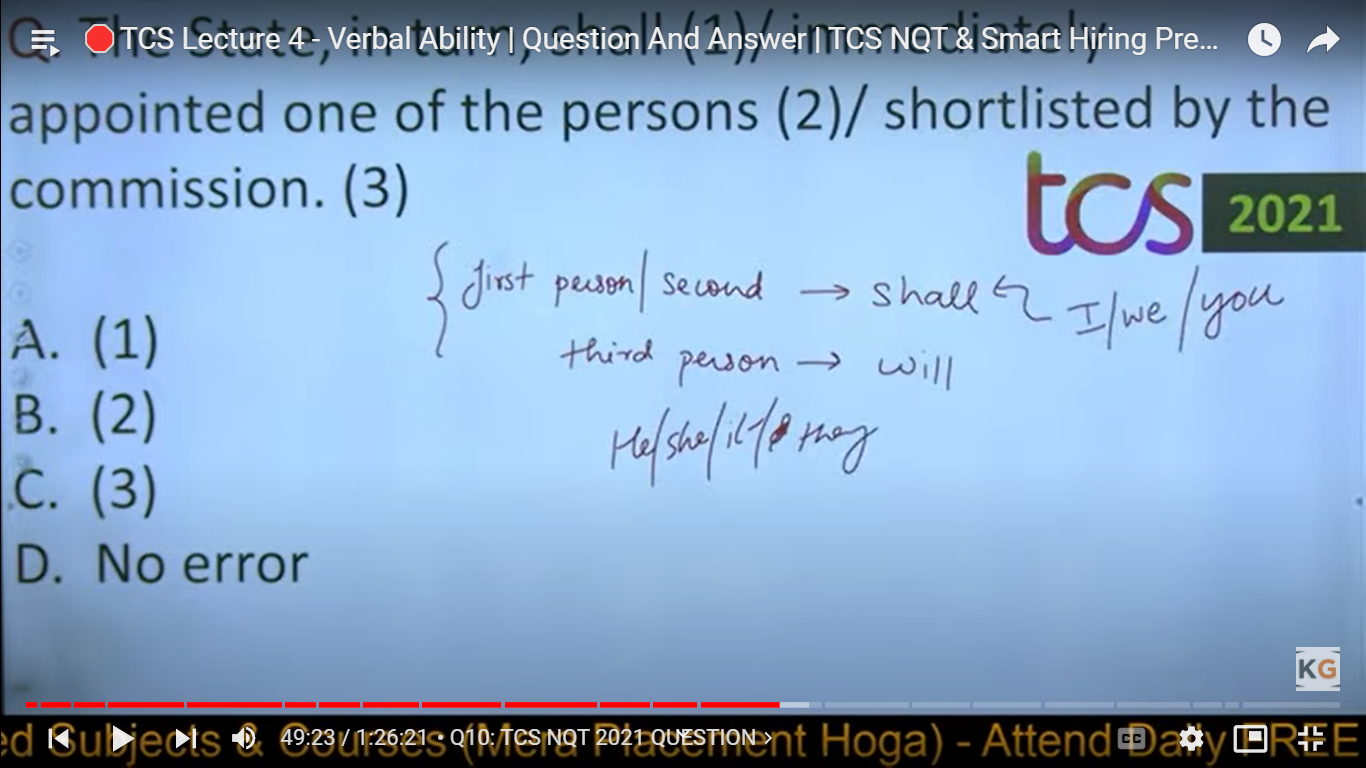 Q. The State, in turn, shall (1)/ immediately
🛑TCS Lecture 4 - Verbal Ability | Question And Answer | TCS NQT & Smart Hiring Pre...
appointed one of the persons (2)/ shortlisted by the
commission. (3)
tcs 2021
first person/ second → shall I/we/you
third person → will
He/she/it/ they
A. (1)
B. (2)
C. (3)
D. No error
KG
ed Subjects & Courses (Mera Placement Hoga) - Attend Daily FREE
49:23 / 1:26:21 • Q10: TCS NQT 2021 QUESTION >
CC